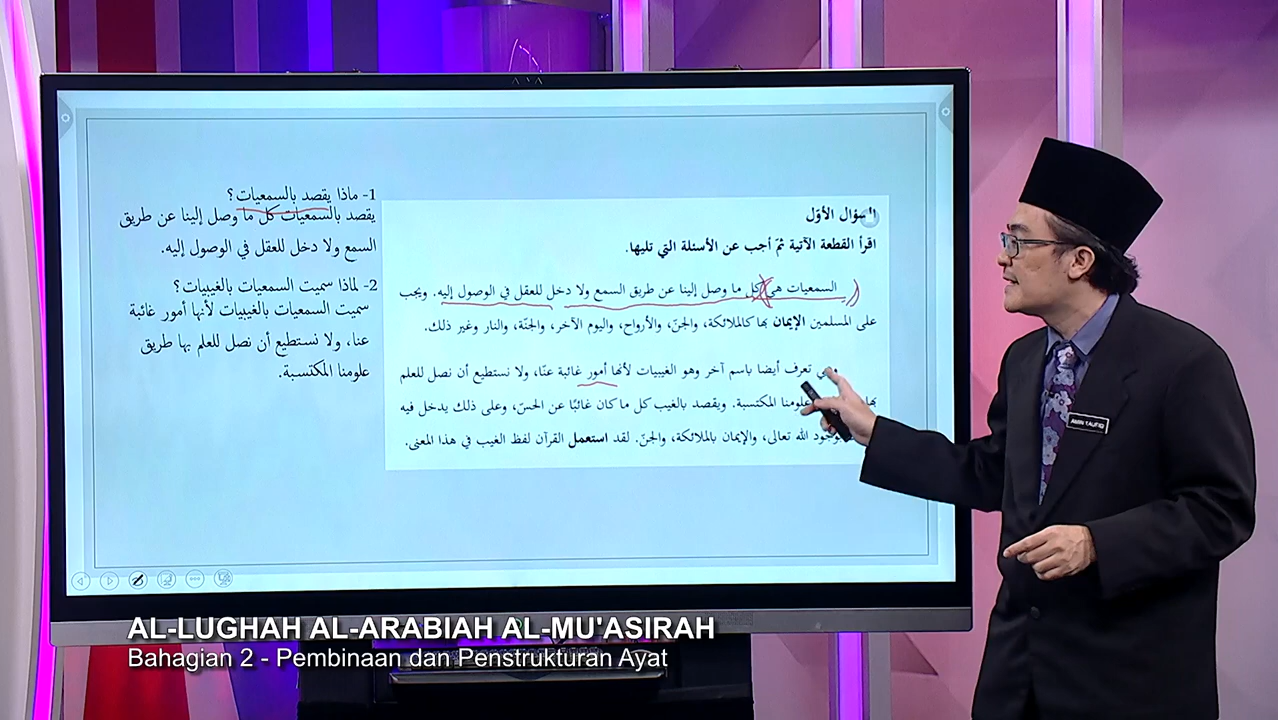 السؤال الأوّل
اقرأ القطعة الآتية ثمّ أجب عن الأسئلة التي تليها.
السمعيات هي كل ما وصل إلينا عن طريق السمع ولا دخل للعقل في الوصول إليه. ويجب
على المسلمين الإيمان بها كالملائكة، والجنّ، والأرواح، واليوم الآخر، والجنّة، والنار وغير ذلك.
تعرف أيضا باسم آخر وهو الغيبيات لأنها أمور غائبة عنّا، ولا نستطيع أن نصل للعلم
علومنا المكتسبة. ويقصد بالغيب كل ما كان غائبًا عن الحسّ، وعلى ذلك يدخل فيه
بوجود الله تعالى، والإيمان بالملائكة، والجنّ. لقد استعمل القرآن لفظ الغيب في هذا المعنى.
1- ماذا يقصد بالسمعيات؟
يقصد بالسمعيات كل ما وصل إلينا عن طريق
السمع ولا دخل للعقل في الوصول إليه.
2- لماذا سميت السمعيات بالغيبيات؟
سميت السمعيات بالغيبيات لأنها أمور غائبة
عنا، ولا نستطيع أن نصل للعلم بها طريق
علومنا المكتسبة.
AMIN TAUFIQ
AL-LUGHAH AL-ARABIAH AL-MU'ASIRAH
Bahagian 2 - Pembinaan dan Penstrukturan Ayat